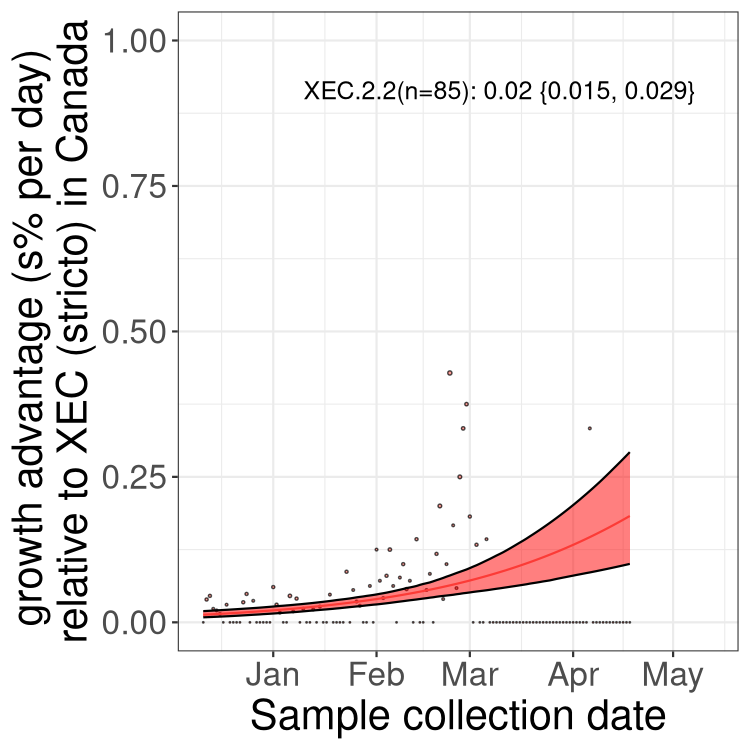 growth advantage (s% per day)
relative to XEC (stricto) in Canada
1.00
0.75
0.50
0.25
0.00
XEC.2.2(n=85): 0.02 {0.015, 0.029}
Jan Feb Mar Apr May
Sample collection date